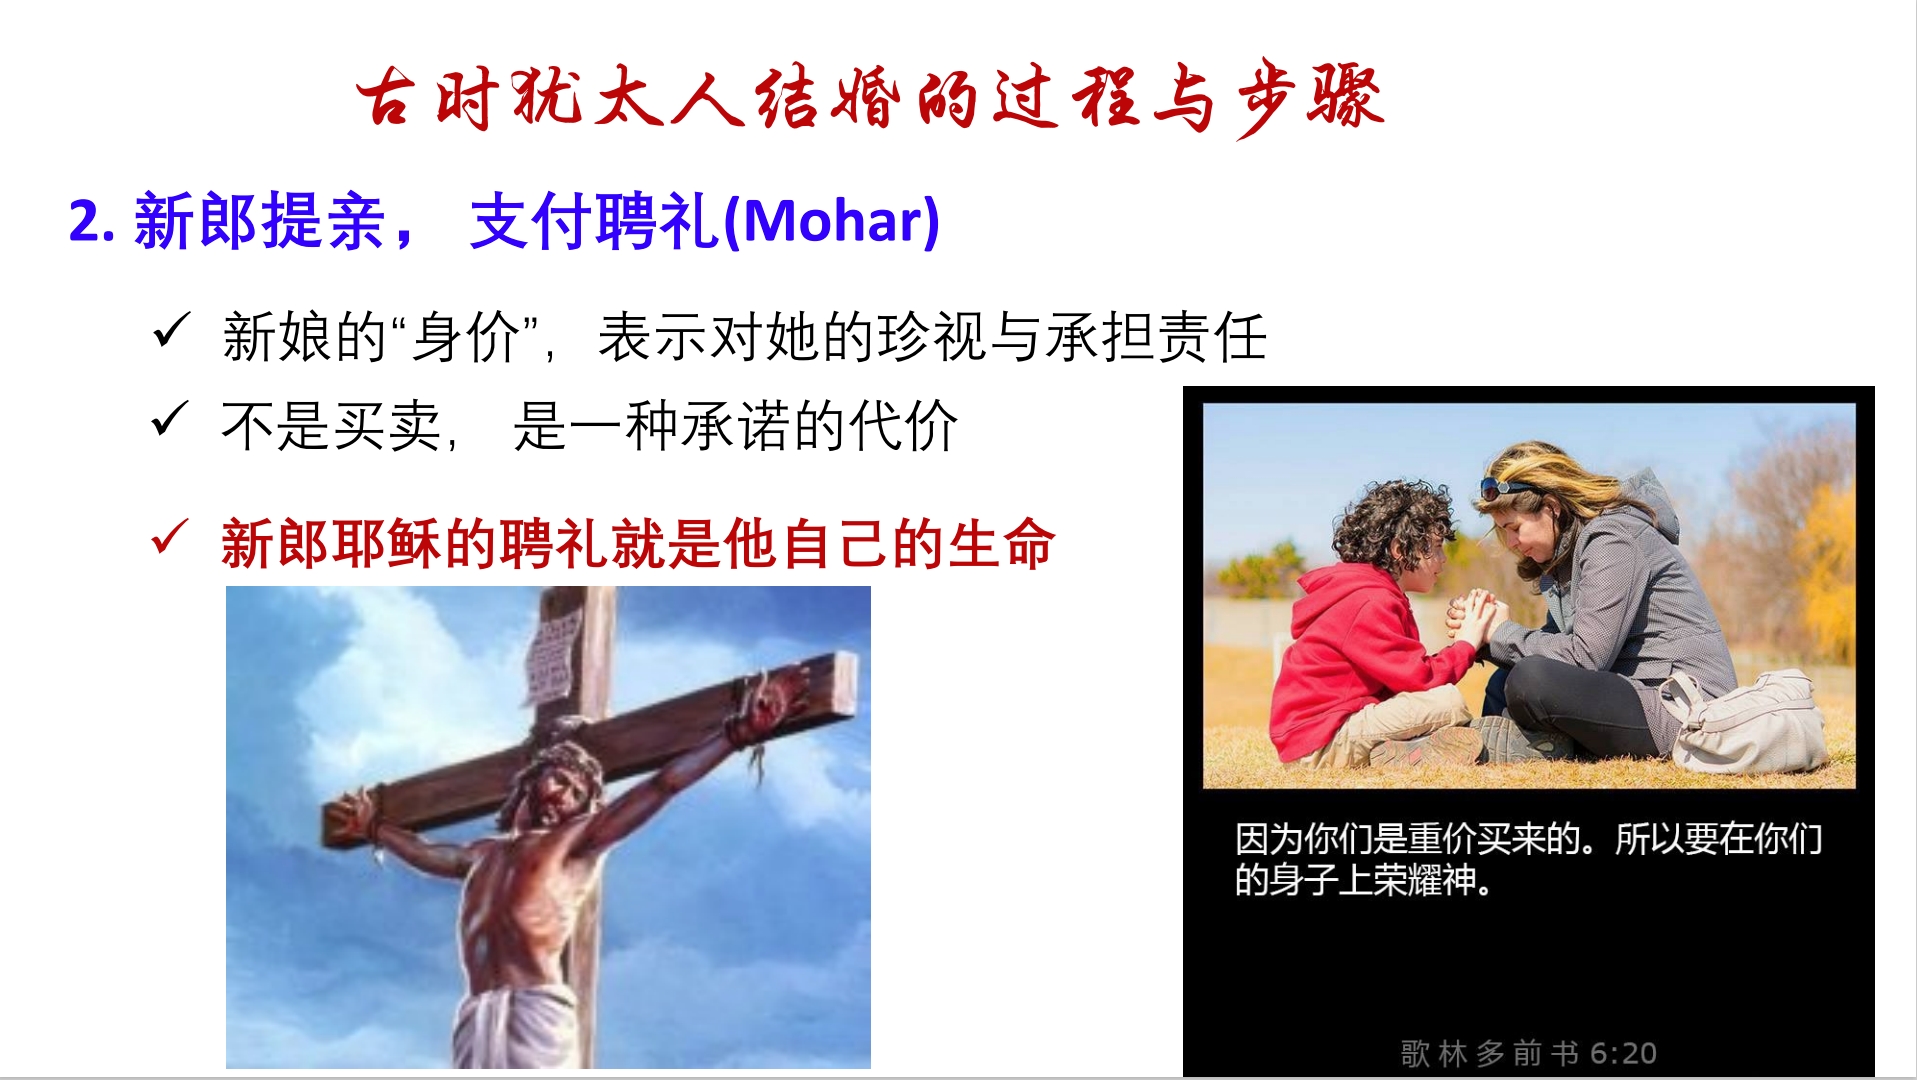 古时犹太人结婚的过程与步骤
2. 新郎提亲， 支付聘礼(Mohar)
✓ 新娘的“身价”，表示对她的珍视与承担责任
✓ 不是买卖， 是一种承诺的代价
✓ 新郎耶稣的聘礼就是他自己的生命
因为你们是重价买来的。所以要在你们
的身子上荣耀神。
歌林多前书 6:20